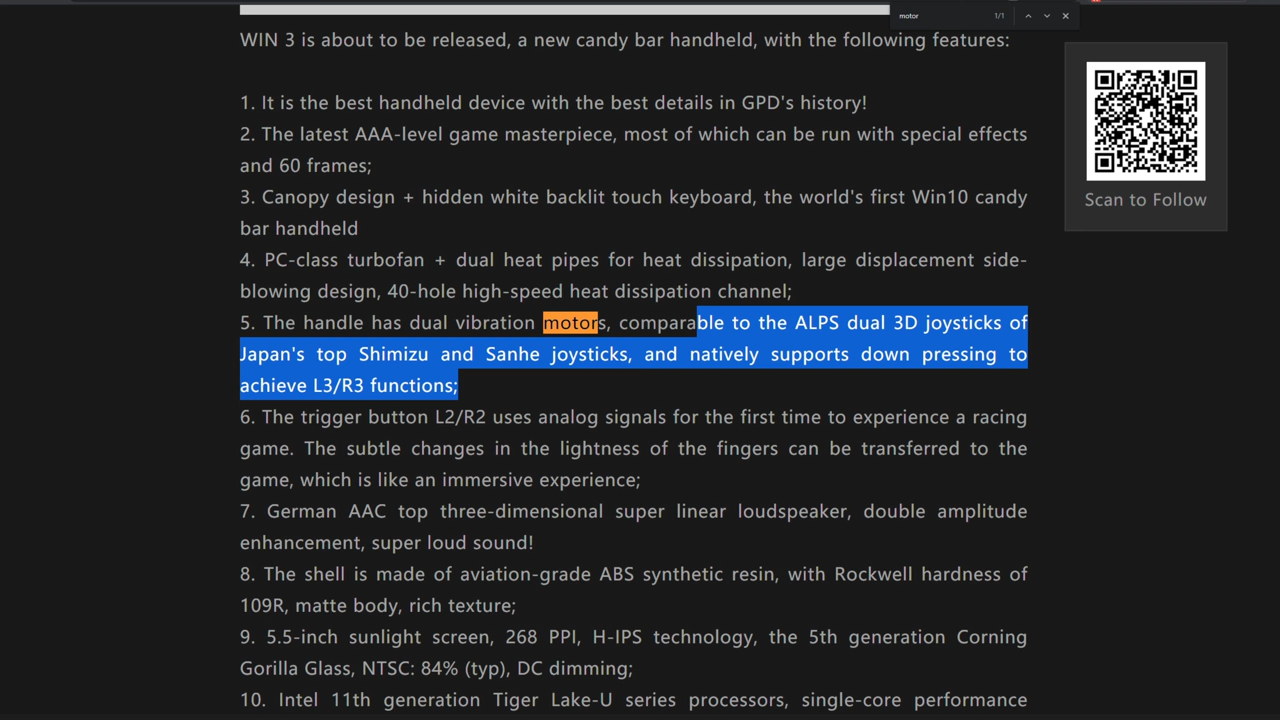 motor 1/1
WIN 3 is about to be released, a new candy bar handheld, with the following features:
1. It is the best handheld device with the best details in GPD's history!
2. The latest AAA-level game masterpiece, most of which can be run with special effects
and 60 frames;
3. Canopy design + hidden white backlit touch keyboard, the world's first Win10 candy
bar handheld
4. PC-class turbofan + dual heat pipes for heat dissipation, large displacement side-
blowing design, 40-hole high-speed heat dissipation channel;
5. The handle has dual vibration motors, comparable to the ALPS dual 3D joysticks of
Japan's top Shimizu and Sanhe joysticks, and natively supports down pressing to
achieve L3/R3 functions;
6. The trigger button L2/R2 uses analog signals for the first time to experience a racing
game. The subtle changes in the lightness of the fingers can be transferred to the
game, which is like an immersive experience;
7. German AAC top three-dimensional super linear loudspeaker, double amplitude
enhancement, super loud sound!
8. The shell is made of aviation-grade ABS synthetic resin, with Rockwell hardness of
109R, matte body, rich texture;
9. 5.5-inch sunlight screen, 268 PPI, H-IPS technology, the 5th generation Corning
Gorilla Glass, NTSC: 84% (typ), DC dimming;
10. Intel 11th generation Tiger Lake-U series processors, single-core performance
Scan to Follow